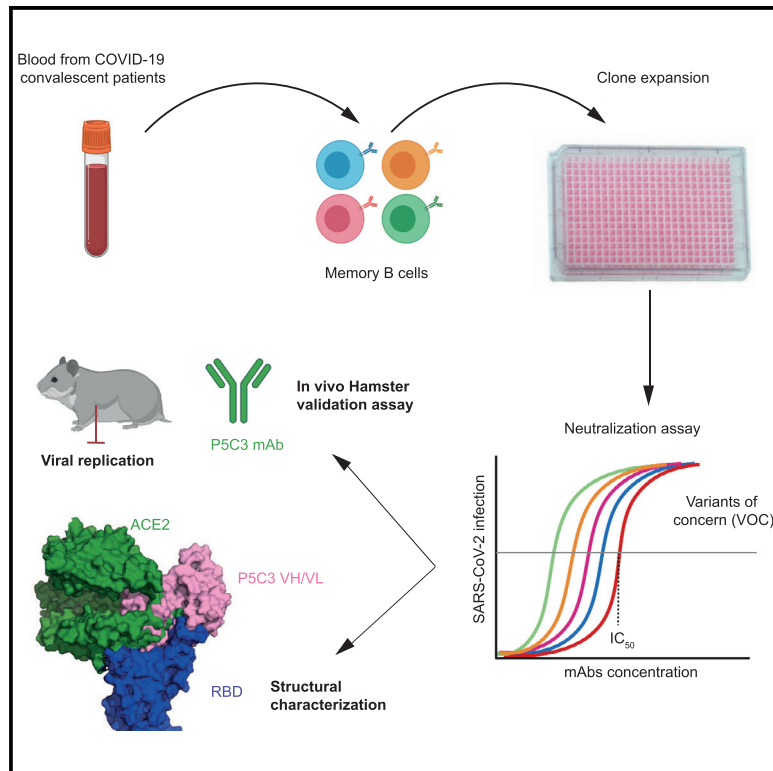 Blood from COVID-19
convalescent patients
Memory B cells
Clone expansion
Neutralization assay
SARS-CoV-2 infection
Variants of
concern (VOC)
IC50
mAbs concentration
In vivo Hamster
validation assay
P5C3 mAb
Viral replication
ACE2
P5C3 VH/VL
RBD
Structural
characterization